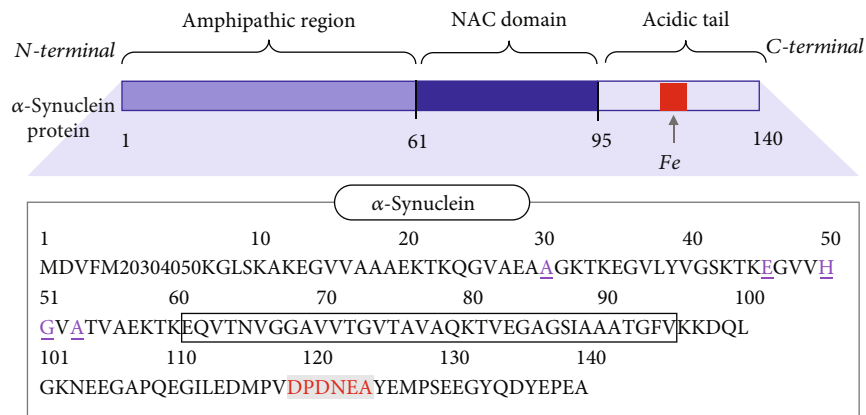 Amphipathic region NAC domain Acidic tail
N-terminal C-terminal
α-Synuclein protein
1 61 95 140
Fe
α-Synuclein
1 10 20 30 40 50
MDVFM20304050KGLSKAKEGVVAAAEKTKQGVAEAAGKTKEGVLYVGSKTKEGVVH
51 60 70 80 90 100
GVATVAEKTKEQVTNVGGAVVTGVTAVAQKTVEGAGSIAAATGFVKKDQL
101 110 120 130 140
GKNEEGAPQEGILEDMPVDPDNEAYEMPSEEGYQDYEPEA